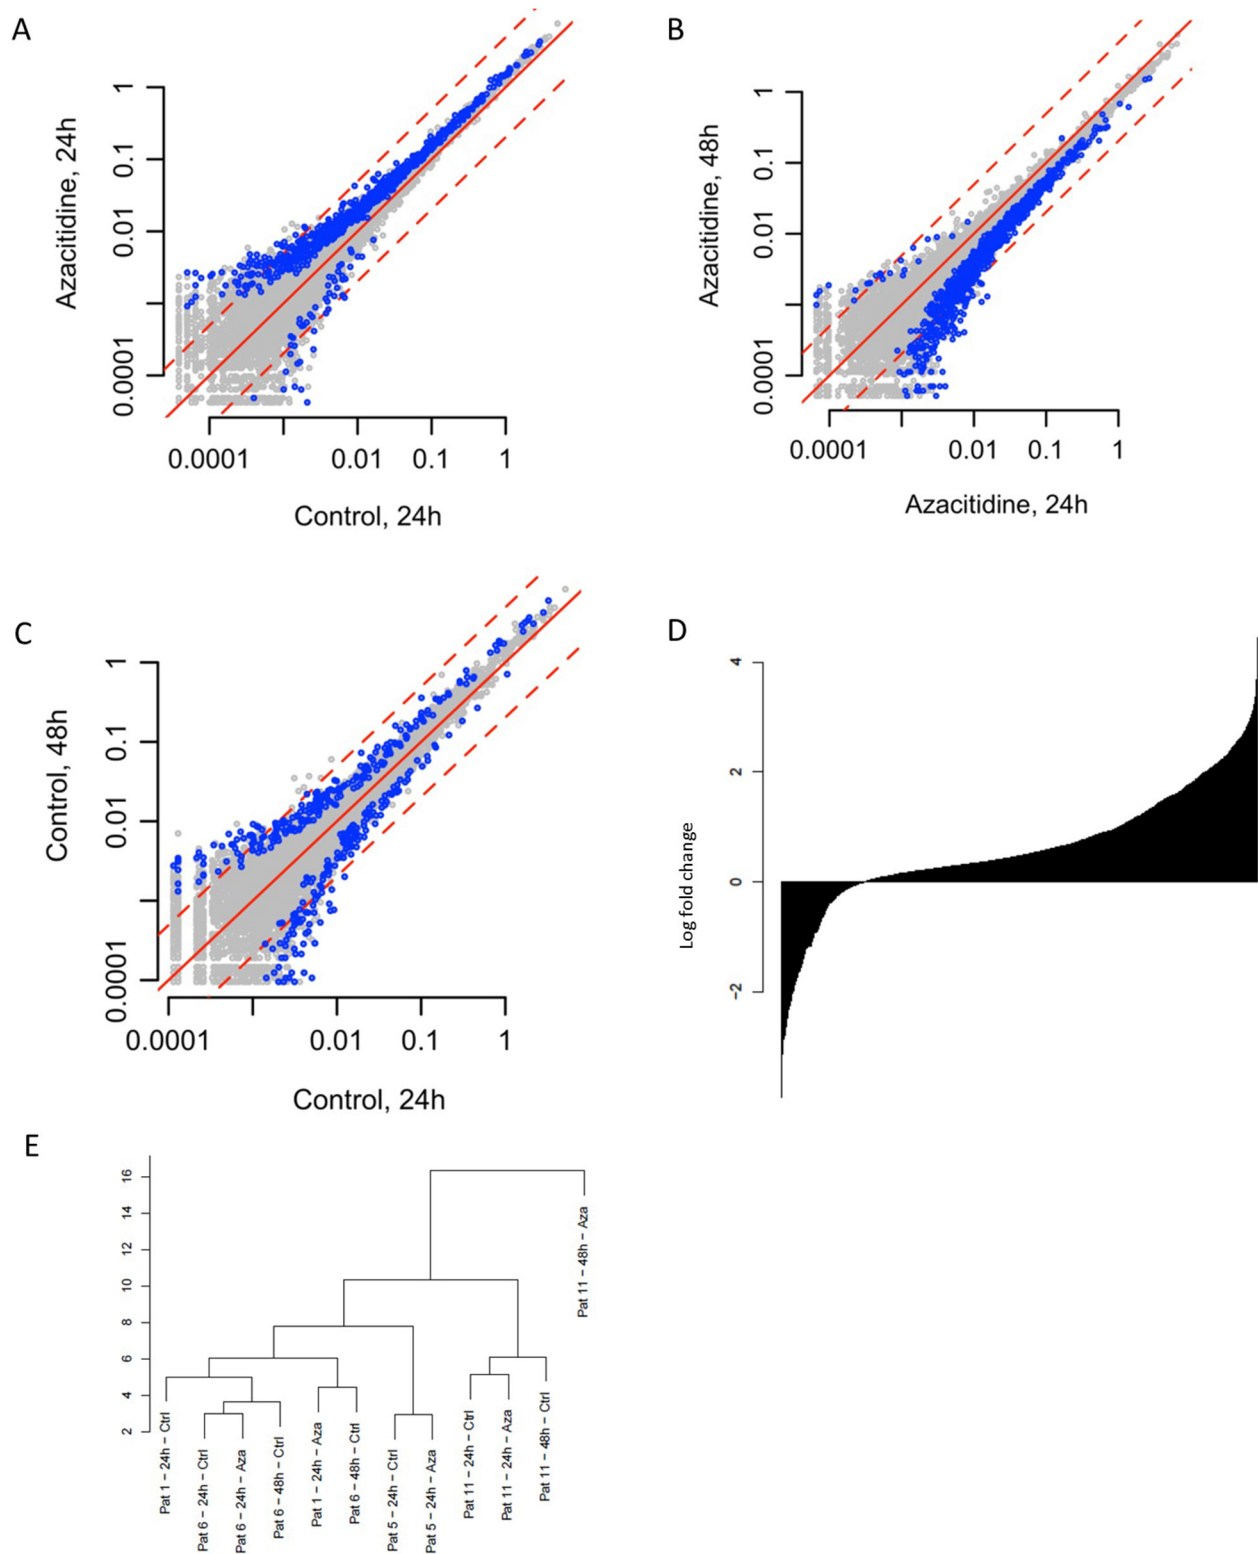 A
1
0.1
0.01
0.0001
Azacitidine, 24h
0.0001 0.01 0.1 1
Control, 24h
B
1
0.1
0.01
0.0001
Azacitidine, 48h
0.0001 0.01 0.1 1
Azacitidine, 24h
C
1
0.1
0.01
0.0001
Control, 48h
0.0001 0.01 0.1 1
Control, 24h
D
4
2
0
−2
Log fold change
E
16
14
12
10
8
6
4
2
Pat 1 − 24h − Ctrl
Pat 6 − 24h − Ctrl
Pat 6 − 24h − Aza
Pat 6 − 48h − Ctrl
Pat 1 − 24h − Aza
Pat 6 − 48h − Ctrl
Pat 5 − 24h − Ctrl
Pat 5 − 24h − Aza
Pat 11 − 24h − Ctrl
Pat 11 − 24h − Aza
Pat 11 − 48h − Ctrl
Pat 11 − 48h − Aza